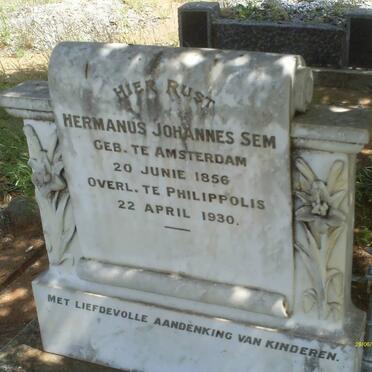 HIER RUST
HERMANUS JOHANNES SEM
GEB. TE AMSTERDAM
20 JUNIE 1856
OVERL. TE PHILIPPOLIS
22 APRIL 1930.
MET LIEFDEVOLLE AANDENKING VAN KINDEREN.